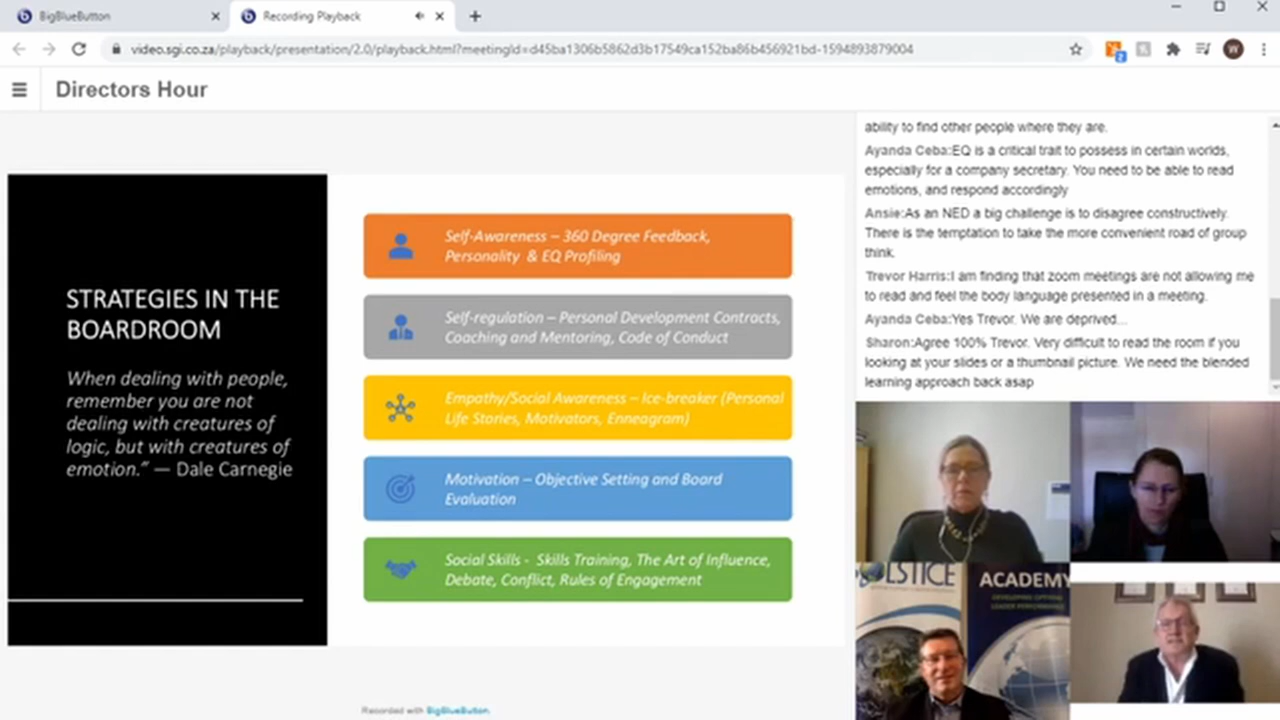 BigBlueButton
Recording Playback
video.sgi.co.za/playback/presentation/2.0/playback.html?meetingId=d45ba1306b5862d3b17549ca152ba86b456921bd-1594893879004
2
W
Directors Hour
STRATEGIES IN THE
BOARDROOM
When dealing with people,
remember you are not
dealing with creatures of
logic, but with creatures of
emotion.” — Dale Carnegie
Self-Awareness – 360 Degree Feedback,
Personality & EQ Profiling
Self-regulation – Personal Development Contracts,
Coaching and Mentoring, Code of Conduct
Empathy/Social Awareness – Ice-breaker (Personal
Life Stories, Motivators, Enneagram)
Motivation – Objective Setting and Board
Evaluation
Social Skills - Skills Training, The Art of Influence,
Debate, Conflict, Rules of Engagement
Recorded with BigBlueButton.
ability to find other people where they are.
Ayanda Ceba:EQ is a critical trait to possess in certain worlds,
especially for a company secretary. You need to be able to read
emotions, and respond accordingly
Ansie:As an NED a big challenge is to disagree constructively.
There is the temptation to take the more convenient road of group
think.
Trevor Harris:I am finding that zoom meetings are not allowing me
to read and feel the body language presented in a meeting.
Ayanda Ceba:Yes Trevor. We are deprived...
Sharon:Agree 100% Trevor. Very difficult to read the room if you
looking at your slides or a thumbnail picture. We need the blended
learning approach back asap
OLSTICE
ACADEMY